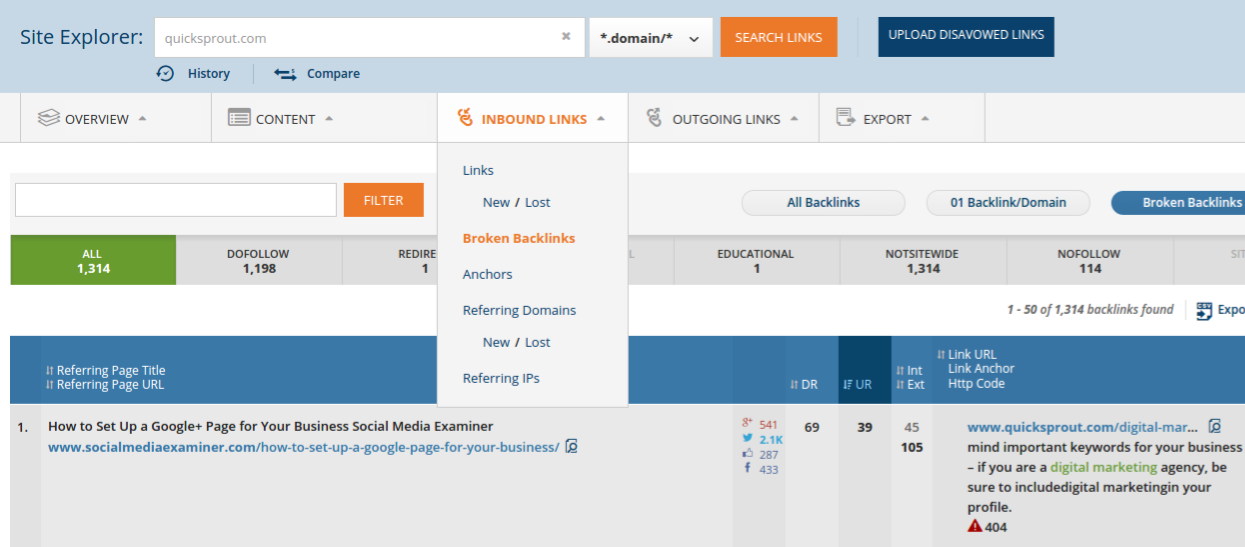 Site Explorer:
quicksprout.com
*.domain/*
SEARCH LINKS
UPLOAD DISAVOWED LINKS
History
Compare
OVERVIEW
CONTENT
INBOUND LINKS
OUTGOING LINKS
EXPORT
Links
New / Lost
Broken Backlinks
Anchors
Referring Domains
New / Lost
Referring IPs
FILTER
All Backlinks
01 Backlink/Domain
Broken Backlinks
ALL
1,314
DOFOLLOW
1,198
REDIRE
1
L
EDUCATIONAL
1
NOTSITEWIDE
1,314
NOFOLLOW
114
SIT
1 - 50 of 1,314 backlinks found
CSV
Expo
Referring Page Title
Referring Page URL
DR
UR
Int
Ext
Link URL
Link Anchor
Http Code
1.
How to Set Up a Google+ Page for Your Business Social Media Examiner
www.socialmediaexaminer.com/how-to-set-up-a-google-page-for-your-business/
541
2.1K
287
433
69
39
45
105
www.quicksprout.com/digital-mar...
mind important keywords for your business
– if you are a digital marketing agency, be
sure to includedigital marketingin your
profile.
404